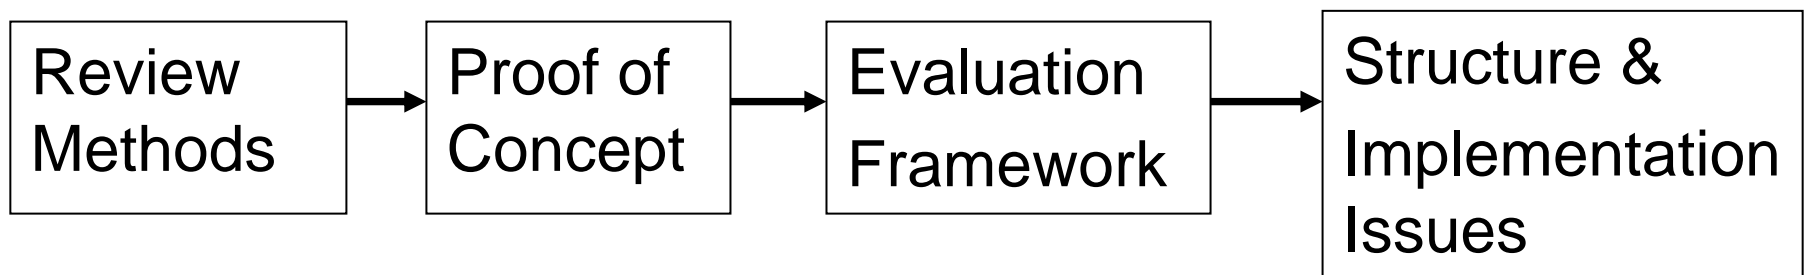 Review
Methods
Proof of
Concept
Evaluation
Framework
Structure &
Implementation
Issues